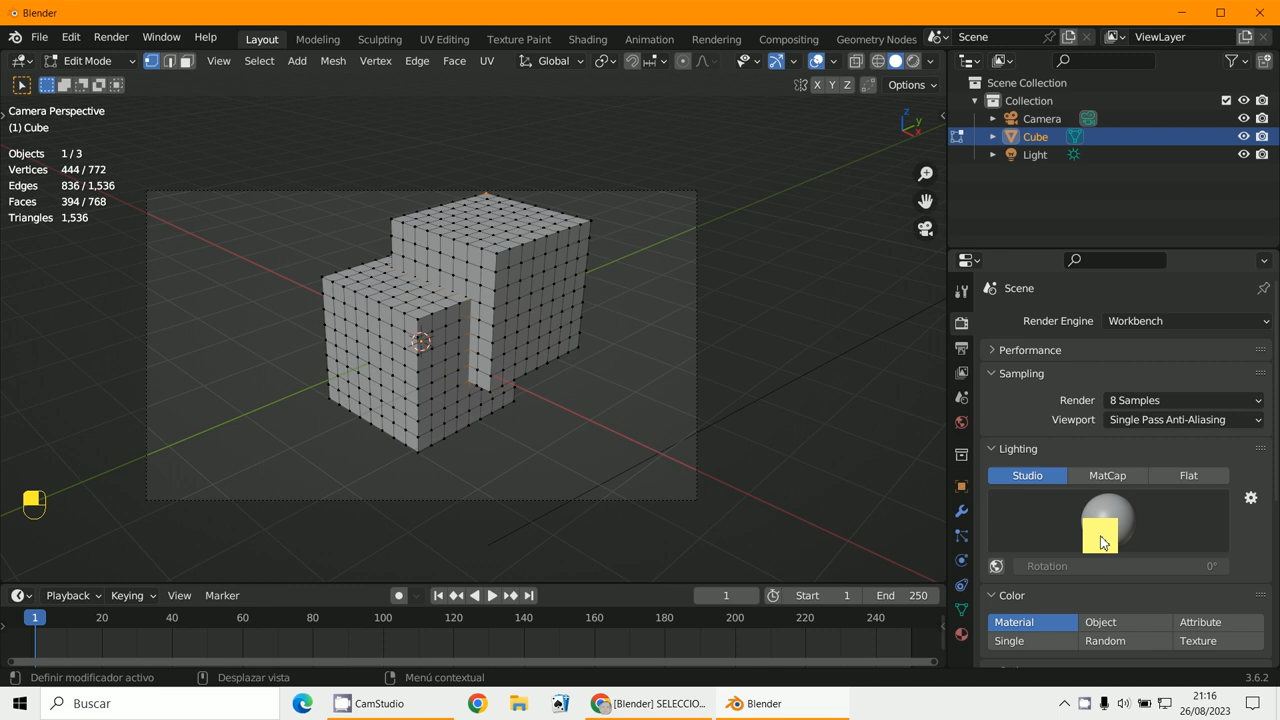 Blender
File Edit Render Window Help
Layout Modeling Sculpting UV Editing Texture Paint Shading Animation Rendering Compositing Geometry Nodes
Scene ViewLayer
Edit Mode View Select Add Mesh Vertex Edge Face UV Global
X Y Z Options
Camera Perspective
(1) Cube
Objects 1 / 3
Vertices 444 / 772
Edges 836 / 1,536
Faces 394 / 768
Triangles 1,536
Z Y X
Scene Collection
Collection
Camera
Cube
Light
Scene
Render Engine Workbench
Performance
Sampling
Render 8 Samples
Viewport Single Pass Anti-Aliasing
Lighting
Studio MatCap Flat
Rotation 0°
Color
Material Object Attribute
Single Random Texture
Playback Keying View Marker 1 Start 1 End 250
1 20 40 60 80 100 120 140 160 180 200 220 240
Definir modificador activo Desplazar vista Menú contextual 3.6.2
Buscar CamStudio [Blender] SELECCIO... Blender 21:16
26/08/2023